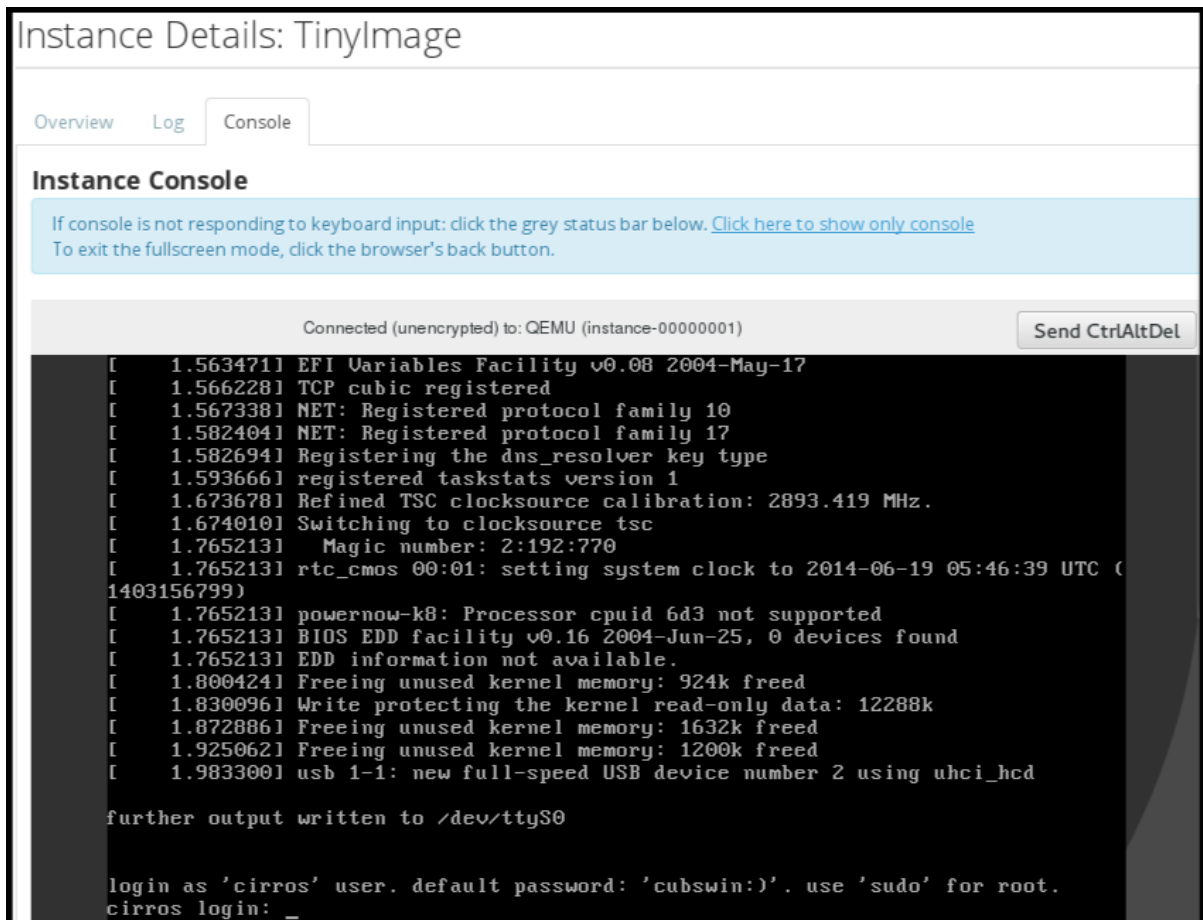 Instance Details: TinyImage
Overview Log Console
Instance Console
If console is not responding to keyboard input: click the grey status bar below. Click here to show only console
To exit the fullscreen mode, click the browser's back button.
Connected (unencrypted) to: QEMU (instance-00000001) Send CtrlAltDel
[    1.563471] EFI Variables Facility v0.08 2004-May-17
[    1.566228] TCP cubic registered
[    1.567338] NET: Registered protocol family 10
[    1.582404] NET: Registered protocol family 17
[    1.582694] Registering the dns_resolver key type
[    1.593666] registered taskstats version 1
[    1.673678] Refined TSC clocksource calibration: 2893.419 MHz.
[    1.674010] Switching to clocksource tsc
[    1.765213]   Magic number: 2:192:770
[    1.765213] rtc_cmos 00:01: setting system clock to 2014-06-19 05:46:39 UTC (
1403156799)
[    1.765213] powernow-k8: Processor cpuid 6d3 not supported
[    1.765213] BIOS EDD facility v0.16 2004-Jun-25, 0 devices found
[    1.765213] EDD information not available.
[    1.800424] Freeing unused kernel memory: 924k freed
[    1.830096] Write protecting the kernel read-only data: 12288k
[    1.872886] Freeing unused kernel memory: 1632k freed
[    1.925062] Freeing unused kernel memory: 1200k freed
[    1.983300] usb 1-1: new full-speed USB device number 2 using uhci_hcd
further output written to /dev/ttyS0
login as 'cirros' user. default password: 'cubswin:)'. use 'sudo' for root.
cirros login: _